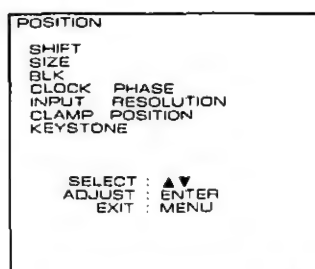 POSITION
SHIFT
SIZE
BLK
CLOCK PHASE
INPUT RESOLUTION
CLAMP POSITION
KEYSTONE
SELECT : ▲▼
ADJUST : ENTER
EXIT : MENU